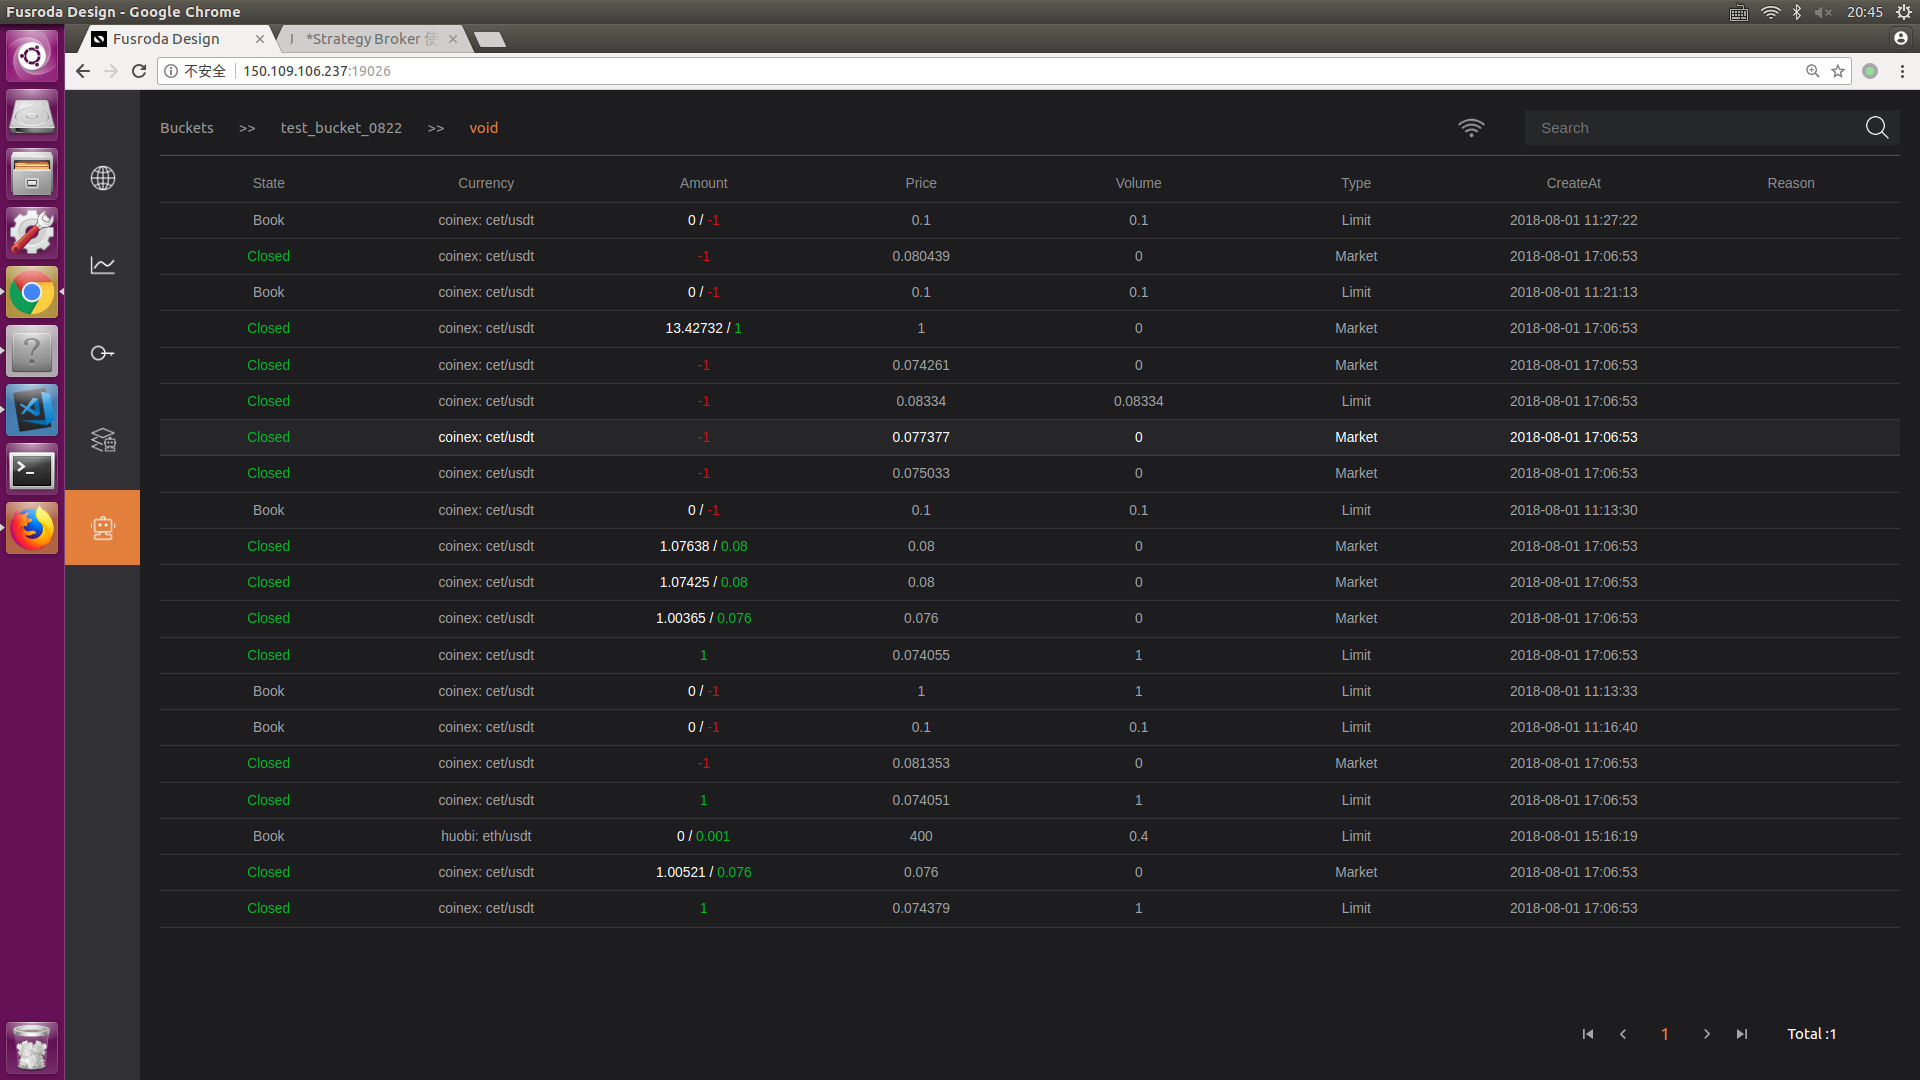 Fusroda Design - Google Chrome
20:45
Fusroda Design
*Strategy Broker 使
不安全 150.109.106.237:19026
Buckets >> test_bucket_0822 >> void
Search
State Currency Amount Price Volume Type CreateAt Reason
Book coinex: cet/usdt 0 / -1 0.1 0.1 Limit 2018-08-01 11:27:22
Closed coinex: cet/usdt -1 0.080439 0 Market 2018-08-01 17:06:53
Book coinex: cet/usdt 0 / -1 0.1 0.1 Limit 2018-08-01 11:21:13
Closed coinex: cet/usdt 13.42732 / 1 1 0 Market 2018-08-01 17:06:53
Closed coinex: cet/usdt -1 0.074261 0 Market 2018-08-01 17:06:53
Closed coinex: cet/usdt -1 0.08334 0.08334 Limit 2018-08-01 17:06:53
Closed coinex: cet/usdt -1 0.077377 0 Market 2018-08-01 17:06:53
Closed coinex: cet/usdt -1 0.075033 0 Market 2018-08-01 17:06:53
Book coinex: cet/usdt 0 / -1 0.1 0.1 Limit 2018-08-01 11:13:30
Closed coinex: cet/usdt 1.07638 / 0.08 0.08 0 Market 2018-08-01 17:06:53
Closed coinex: cet/usdt 1.07425 / 0.08 0.08 0 Market 2018-08-01 17:06:53
Closed coinex: cet/usdt 1.00365 / 0.076 0.076 0 Market 2018-08-01 17:06:53
Closed coinex: cet/usdt 1 0.074055 1 Limit 2018-08-01 17:06:53
Book coinex: cet/usdt 0 / -1 1 1 Limit 2018-08-01 11:13:33
Book coinex: cet/usdt 0 / -1 0.1 0.1 Limit 2018-08-01 11:16:40
Closed coinex: cet/usdt -1 0.081353 0 Market 2018-08-01 17:06:53
Closed coinex: cet/usdt 1 0.074051 1 Limit 2018-08-01 17:06:53
Book huobi: eth/usdt 0 / 0.001 400 0.4 Limit 2018-08-01 15:16:19
Closed coinex: cet/usdt 1.00521 / 0.076 0.076 0 Market 2018-08-01 17:06:53
Closed coinex: cet/usdt 1 0.074379 1 Limit 2018-08-01 17:06:53
1 Total :1